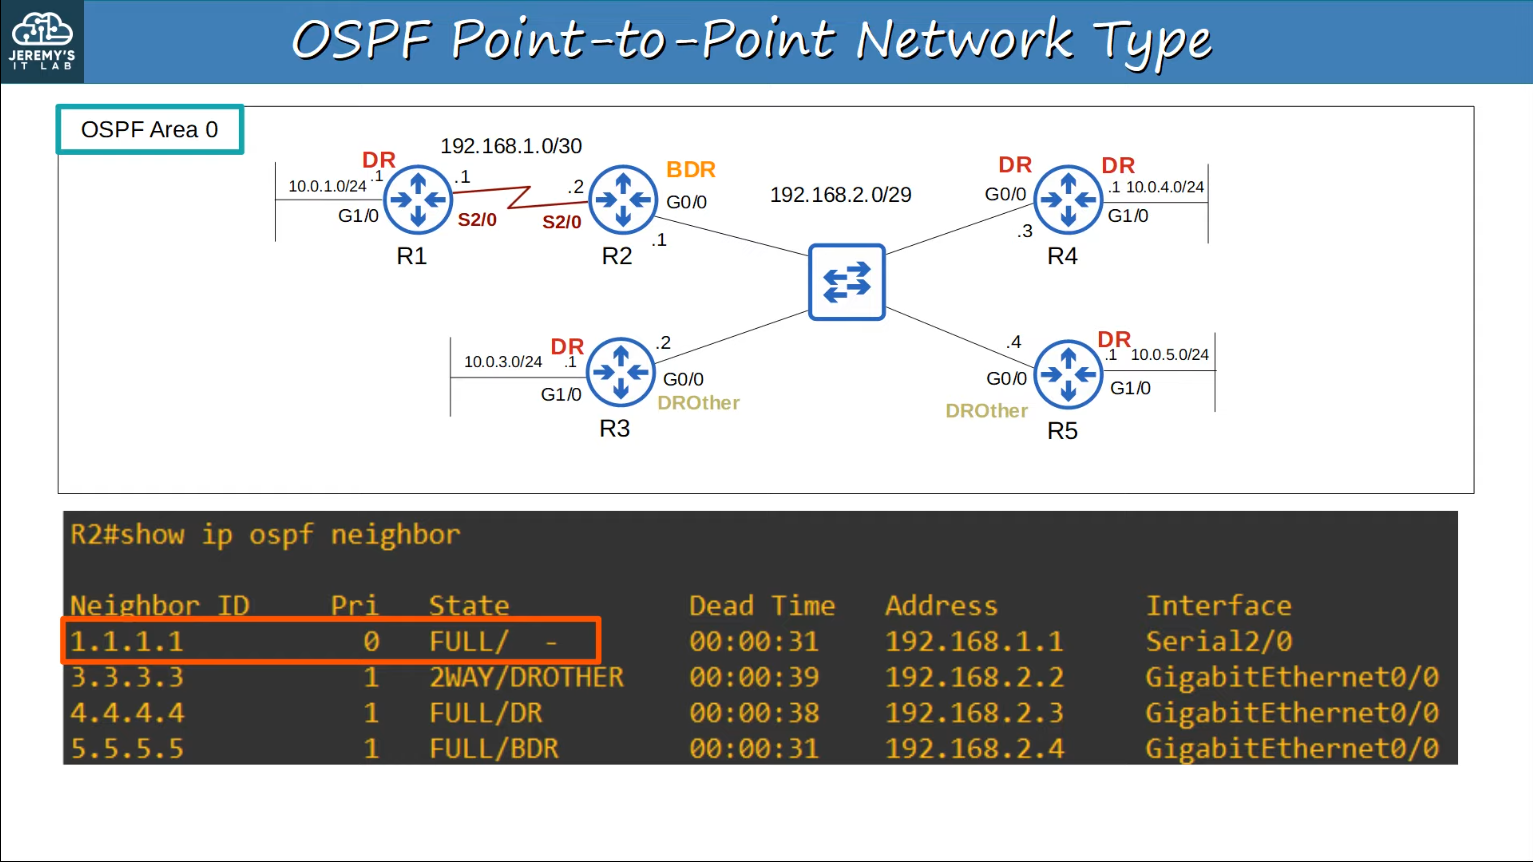 JEREMY'S
IT LAB
OSPF Point-to-Point Network Type
OSPF Area 0
192.168.1.0/30
DR
10.0.1.0/24
.1
.1
G1/0
S2/0
R1
.2
S2/0
BDR
G0/0
.1
R2
192.168.2.0/29
DR
DR
G0/0
.1 10.0.4.0/24
G1/0
.3
R4
DR
10.0.3.0/24
.1
G1/0
.2
G0/0
DROther
R3
.4
DR
.1 10.0.5.0/24
G0/0
G1/0
DROther
R5
R2#show ip ospf neighbor
Neighbor ID Pri State Dead Time Address Interface
1.1.1.1 0 FULL/ - 00:00:31 192.168.1.1 Serial2/0
3.3.3.3 1 2WAY/DROTHER 00:00:39 192.168.2.2 GigabitEthernet0/0
4.4.4.4 1 FULL/DR 00:00:38 192.168.2.3 GigabitEthernet0/0
5.5.5.5 1 FULL/BDR 00:00:31 192.168.2.4 GigabitEthernet0/0